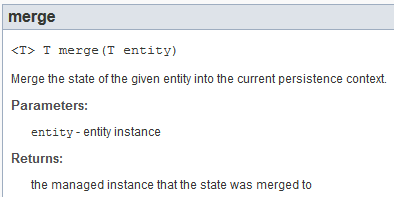 merge
<T> T merge(T entity)
Merge the state of the given entity into the current persistence context.
Parameters:
entity - entity instance
Returns:
the managed instance that the state was merged to